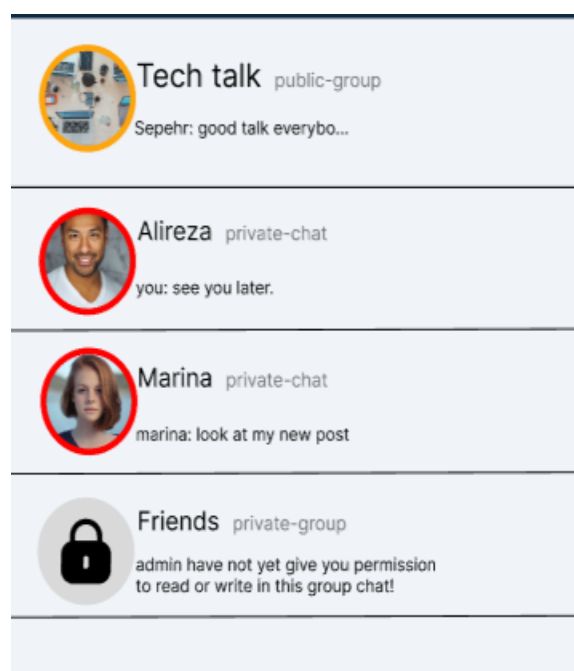 Tech talk public-group
Sepehr: good talk everybo...
Alireza private-chat
you: see you later.
Marina private-chat
marina: look at my new post
Friends private-group
admin have not yet give you permission
to read or write in this group chat!